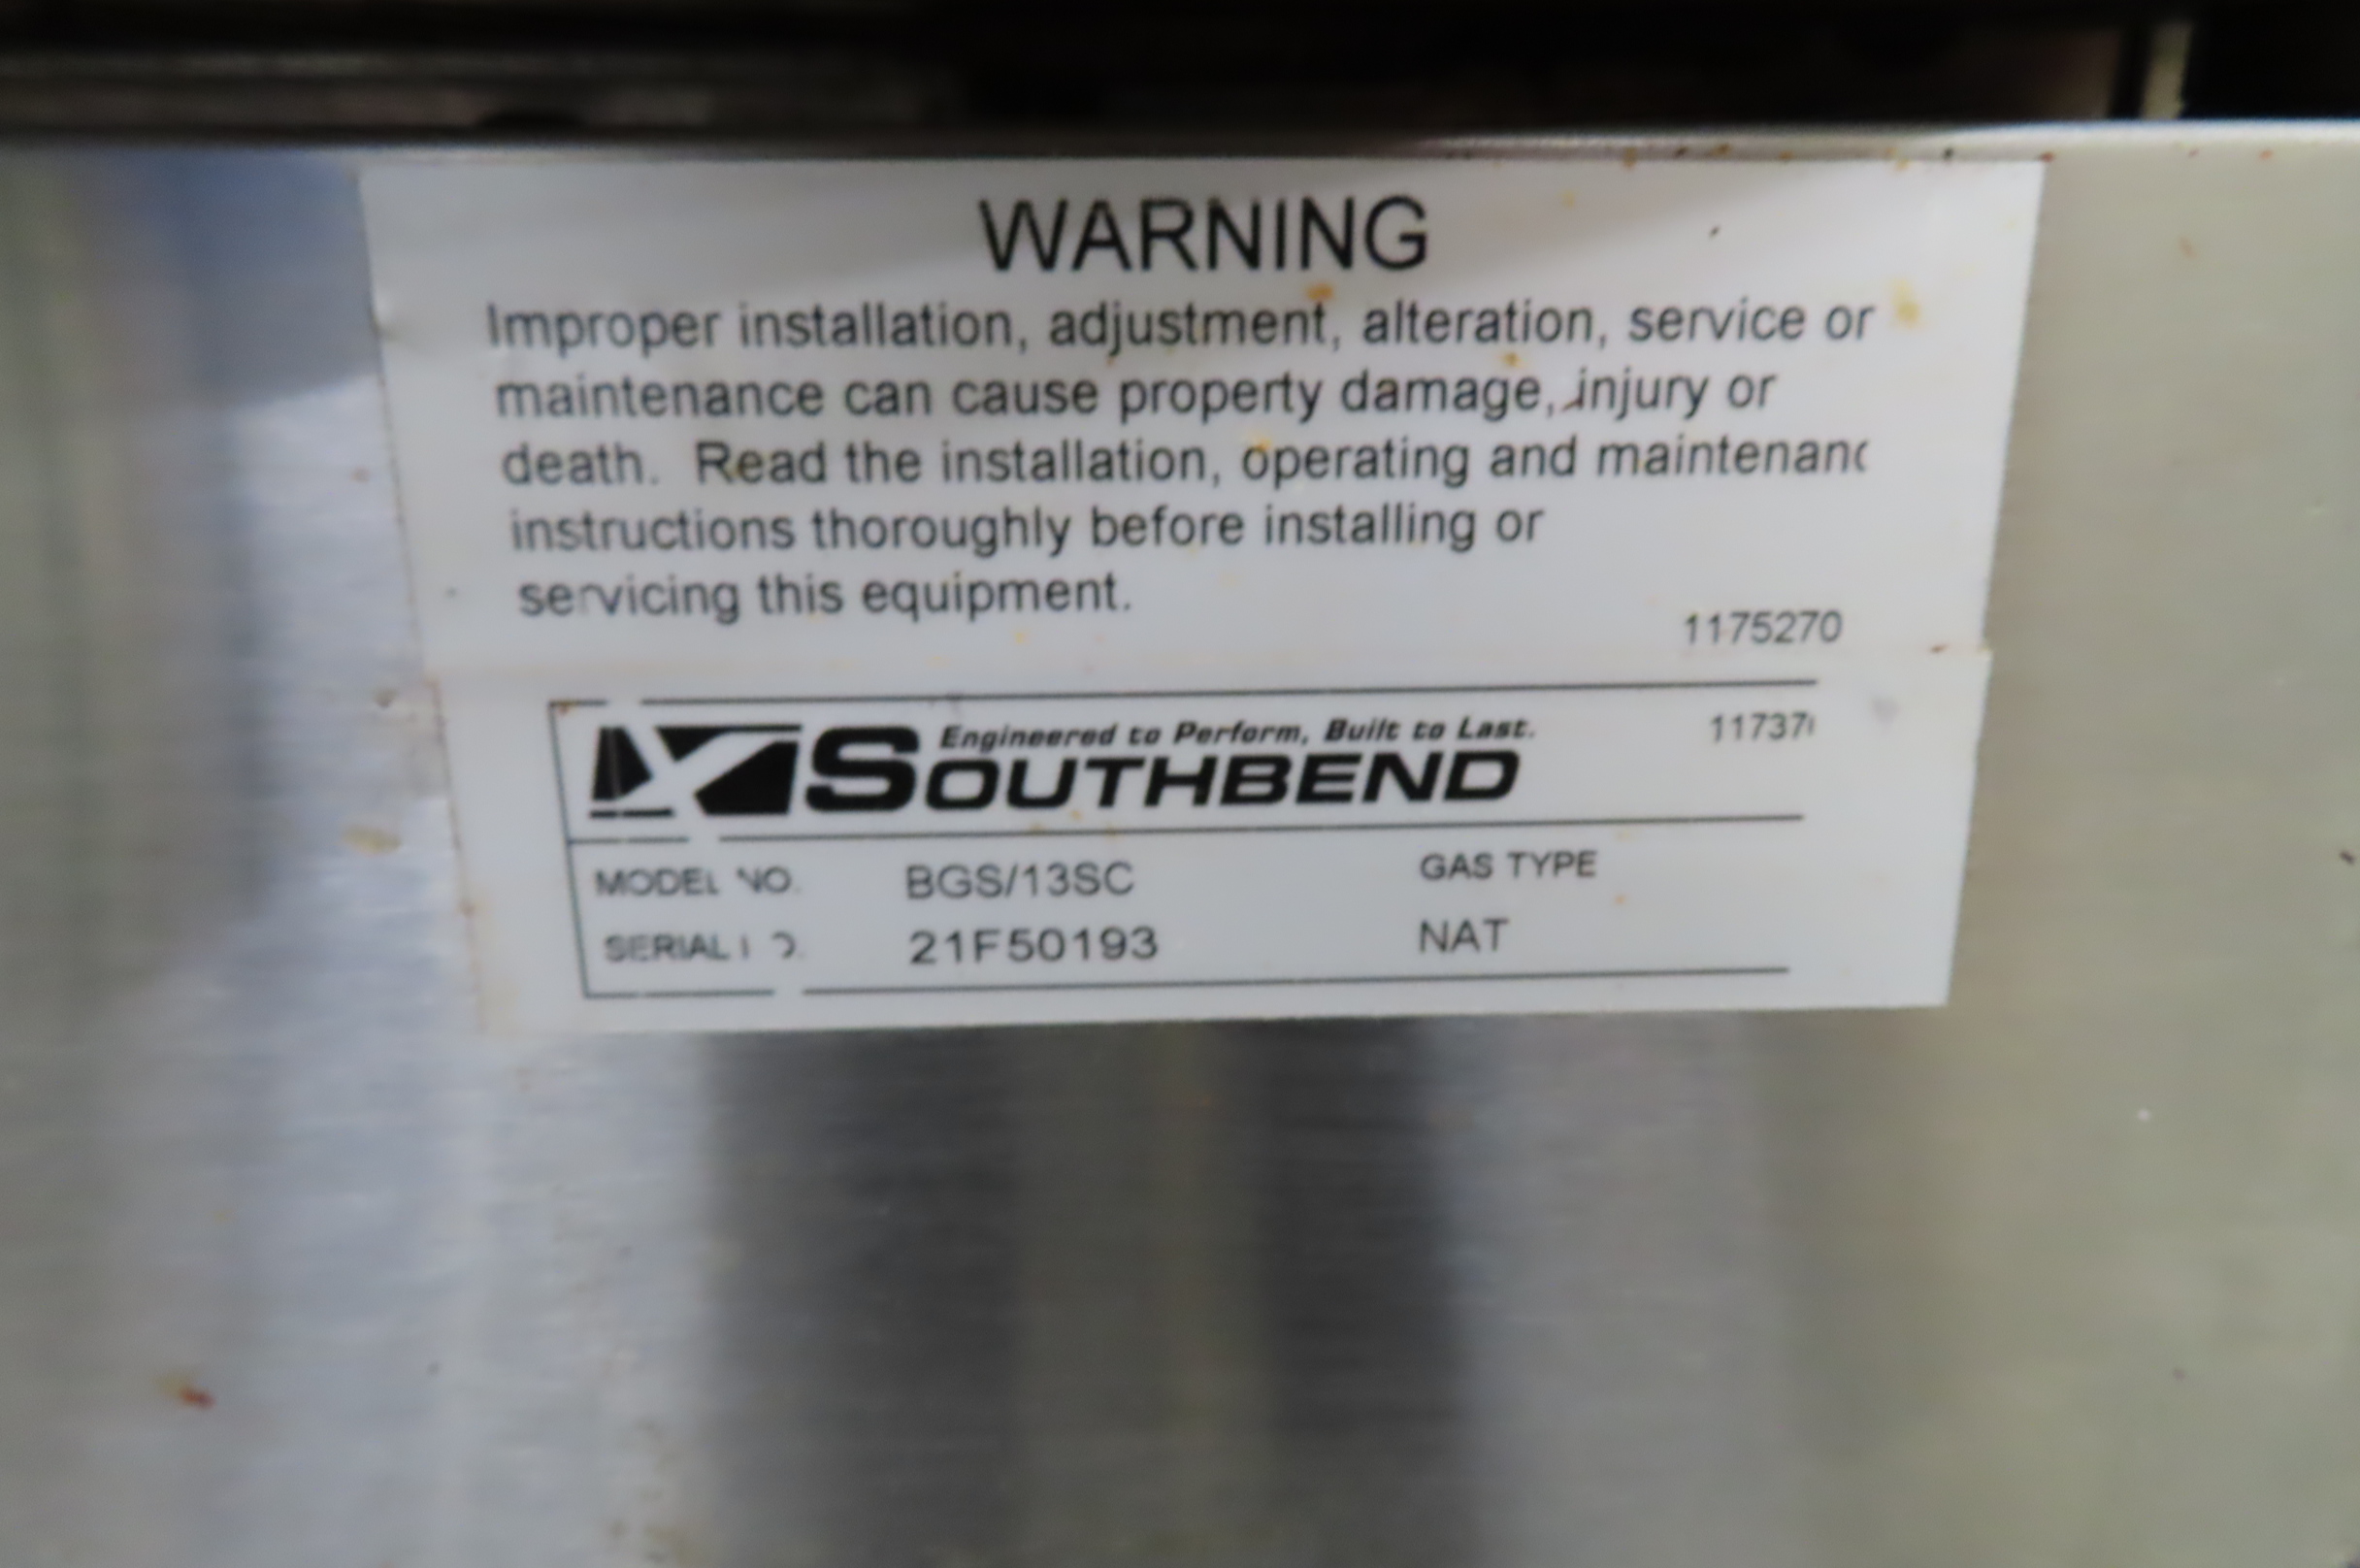 WARNING
Improper installation, adjustment, alteration, service or
maintenance can cause property damage, injury or
death. Read the installation, operating and maintenanc
instructions thoroughly before installing or
servicing this equipment.
1175270
Engineered to Perform, Built to Last.
SOUTHBEND
MODEL NO. BGS/13SC GAS TYPE
SERIAL 21F50193 NAT